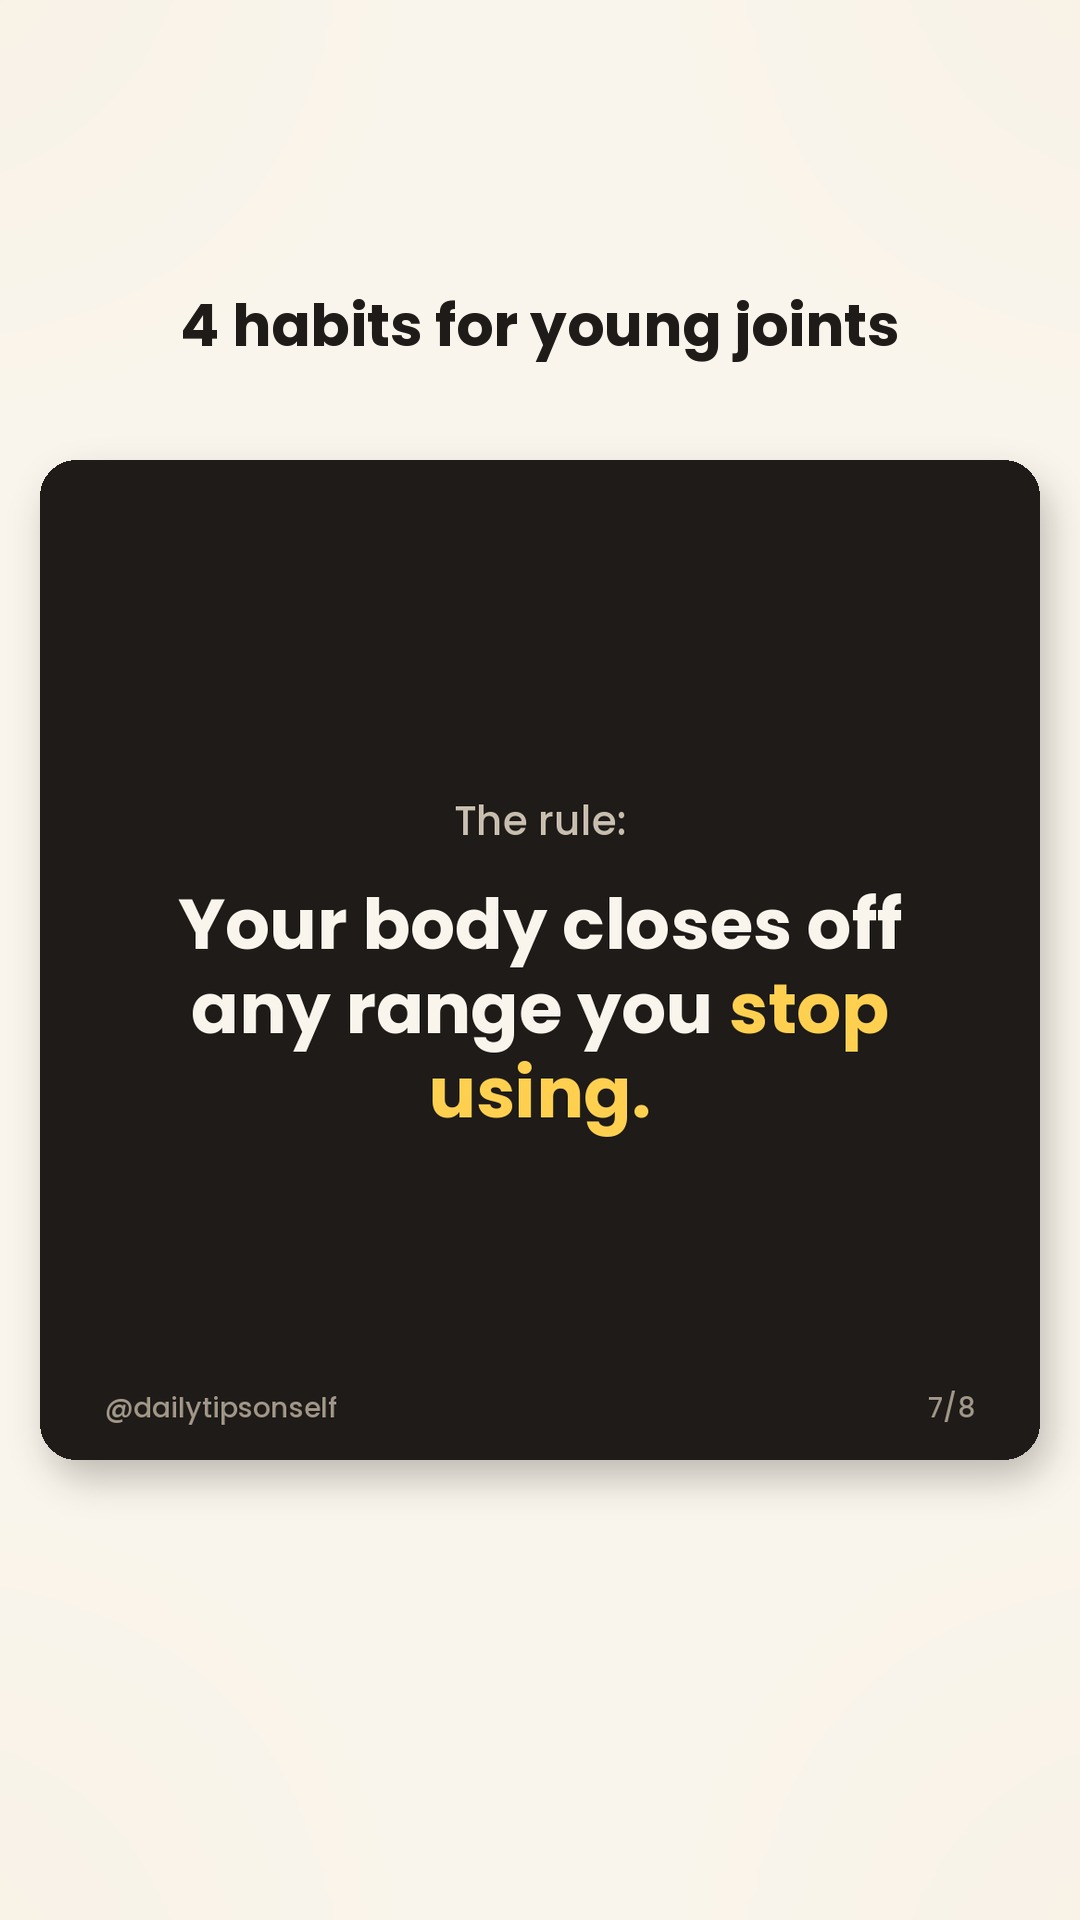 4 habits for young joints
The rule:
Your body closes off
any range you stop
using.
@dailytipsonself
7/8